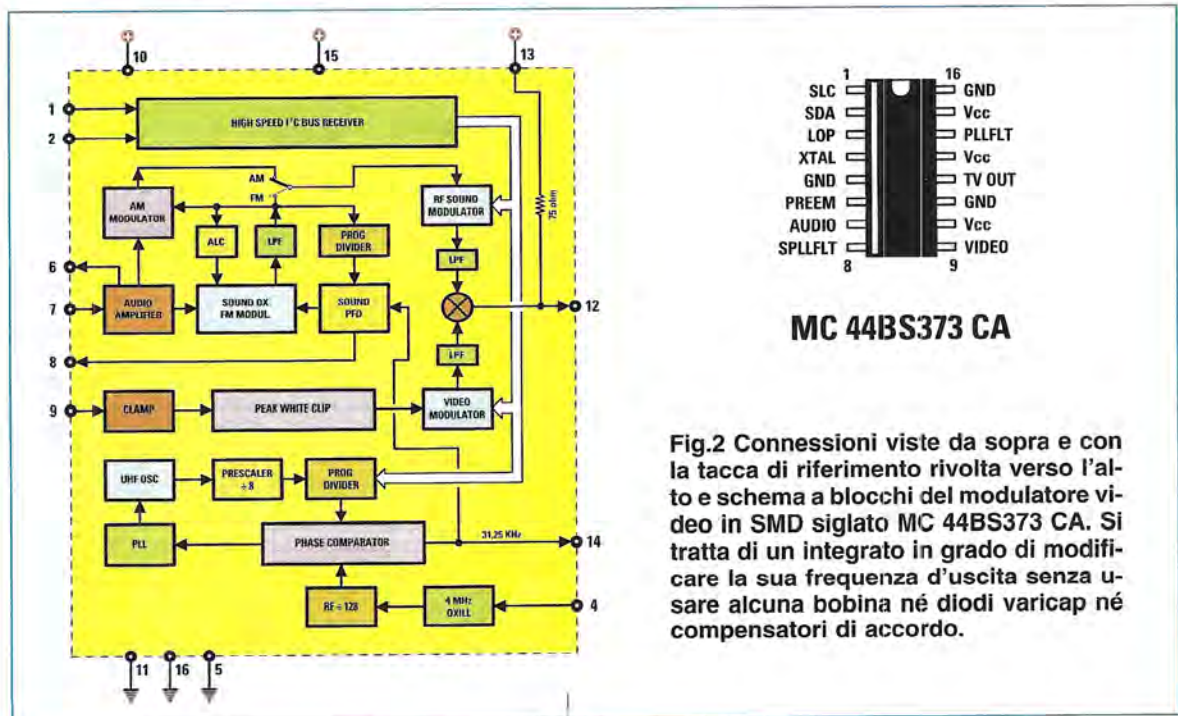 10
15
13
1
2
HIGH SPEED I²C BUS RECEIVER
AM
FM
AM
MODULATOR
ALC
LPF
PROG
DIVIDER
RF SOUND
MODULATOR
75 ohm
LPF
6
7
AUDIO
AMPLIFIER
SOUND OX
FM MODUL.
SOUND
PFD
12
8
LPF
9
CLAMP
PEAK WHITE CLIP
VIDEO
MODULATOR
UHF OSC
PRESCALER
÷ 8
PROG
DIVIDER
PLL
PHASE COMPARATOR
31,25 KHz
14
RF ÷ 128
4 MHz
OXILL
4
11
16
5
1
16
SLC
GND
SDA
Vcc
LOP
PLLFLT
XTAL
Vcc
GND
TV OUT
PREEM
GND
AUDIO
Vcc
SPLLFLT
VIDEO
8
9
MC 44BS373 CA
Fig.2 Connessioni viste da sopra e con
la tacca di riferimento rivolta verso l'al-
to e schema a blocchi del modulatore vi-
deo in SMD siglato MC 44BS373 CA. Si
tratta di un integrato in grado di modifi-
care la sua frequenza d'uscita senza u-
sare alcuna bobina né diodi varicap né
compensatori di accordo.